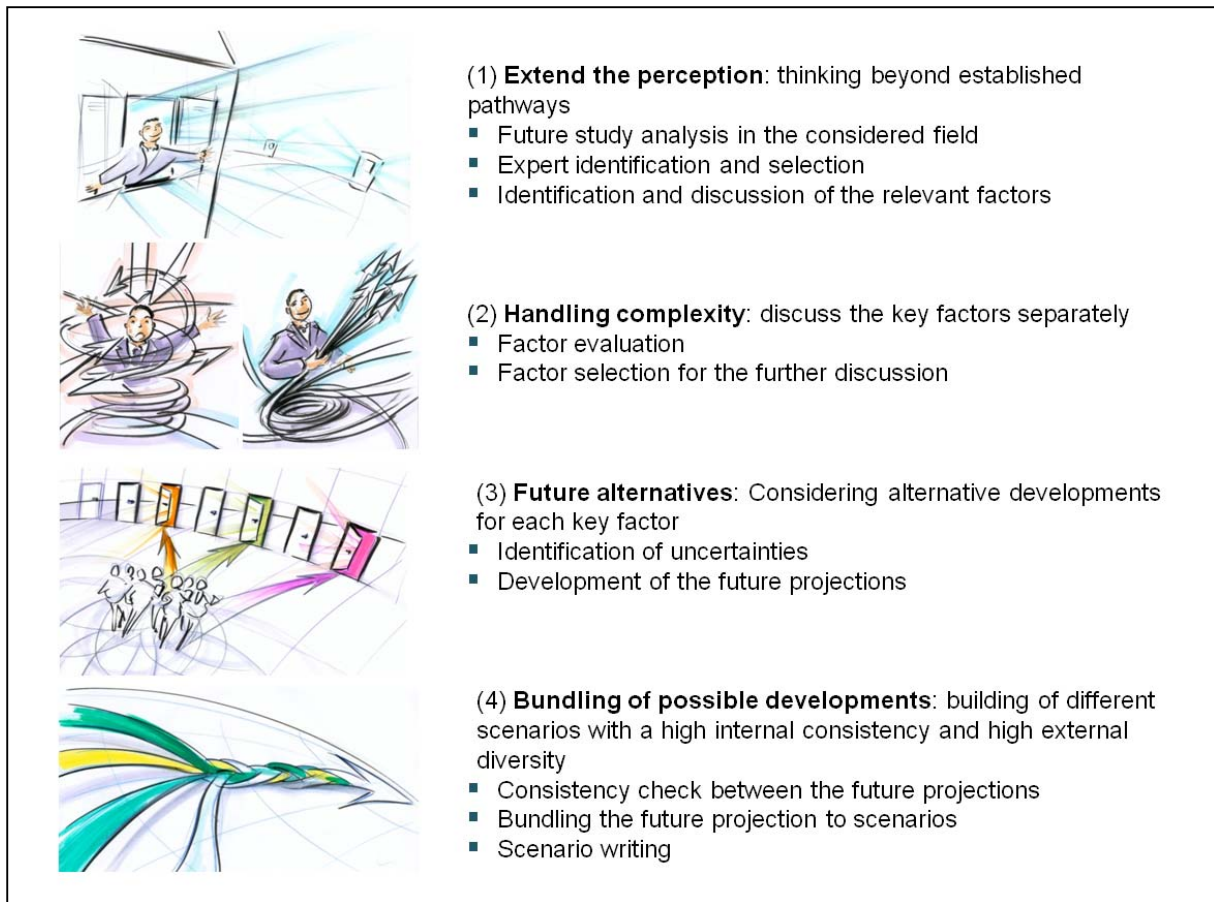 (1) Extend the perception: thinking beyond established
pathways
▪ Future study analysis in the considered field
▪ Expert identification and selection
▪ Identification and discussion of the relevant factors
(2) Handling complexity: discuss the key factors separately
▪ Factor evaluation
▪ Factor selection for the further discussion
(3) Future alternatives: Considering alternative developments
for each key factor
▪ Identification of uncertainties
▪ Development of the future projections
(4) Bundling of possible developments: building of different
scenarios with a high internal consistency and high external
diversity
▪ Consistency check between the future projections
▪ Bundling the future projection to scenarios
▪ Scenario writing